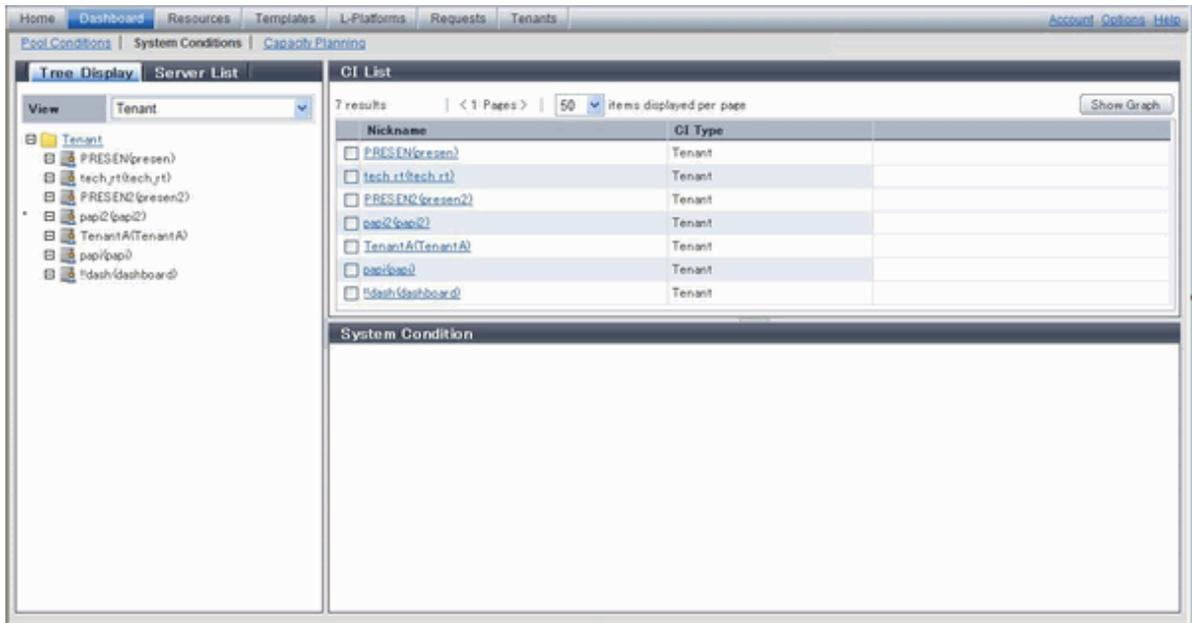 Home Dashboard Resources Templates L-Platforms Requests Tenants Account Options Help
Pool Conditions | System Conditions | Capacity Planning
Tree Display Server List
View Tenant
Tenant
PRESEN(presen)
tech_rt(tech_rt)
PRESEN2(presen2)
papi2(papi2)
TenantA(TenantA)
papi(papi)
!!dash(dashboard)
CI List
7 results | < 1 Pages > | 50 items displayed per page Show Graph
Nickname CI Type
PRESEN(presen) Tenant
tech_rt(tech_rt) Tenant
PRESEN2(presen2) Tenant
papi2(papi2) Tenant
TenantA(TenantA) Tenant
papi(papi) Tenant
!!dash(dashboard) Tenant
System Condition